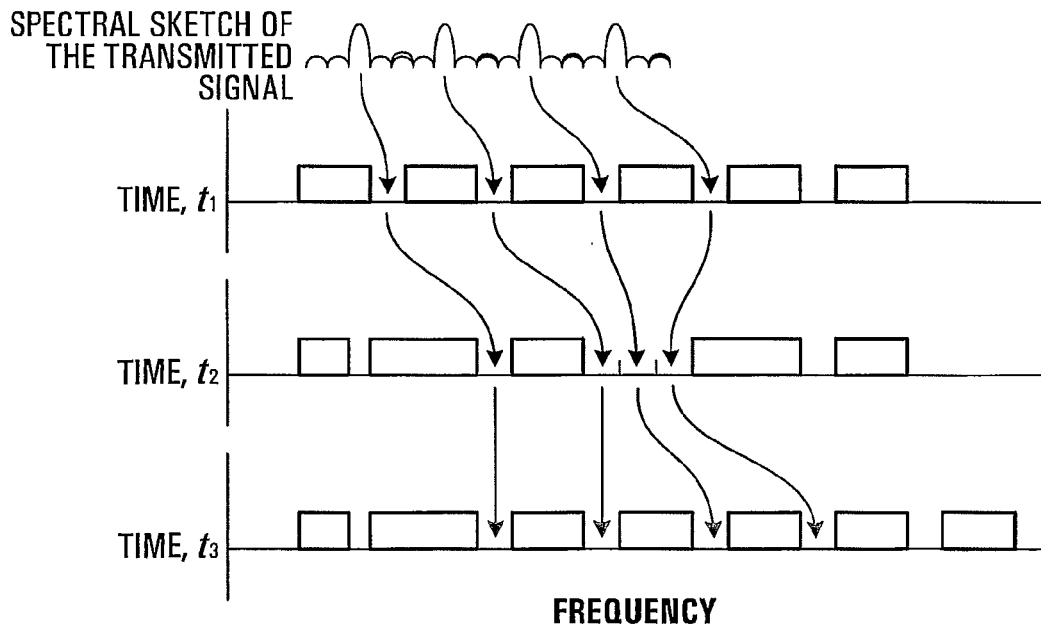 SPECTRAL SKETCH OF
THE TRANSMITTED
SIGNAL
TIME, t1
TIME, t2
TIME, t3
FREQUENCY